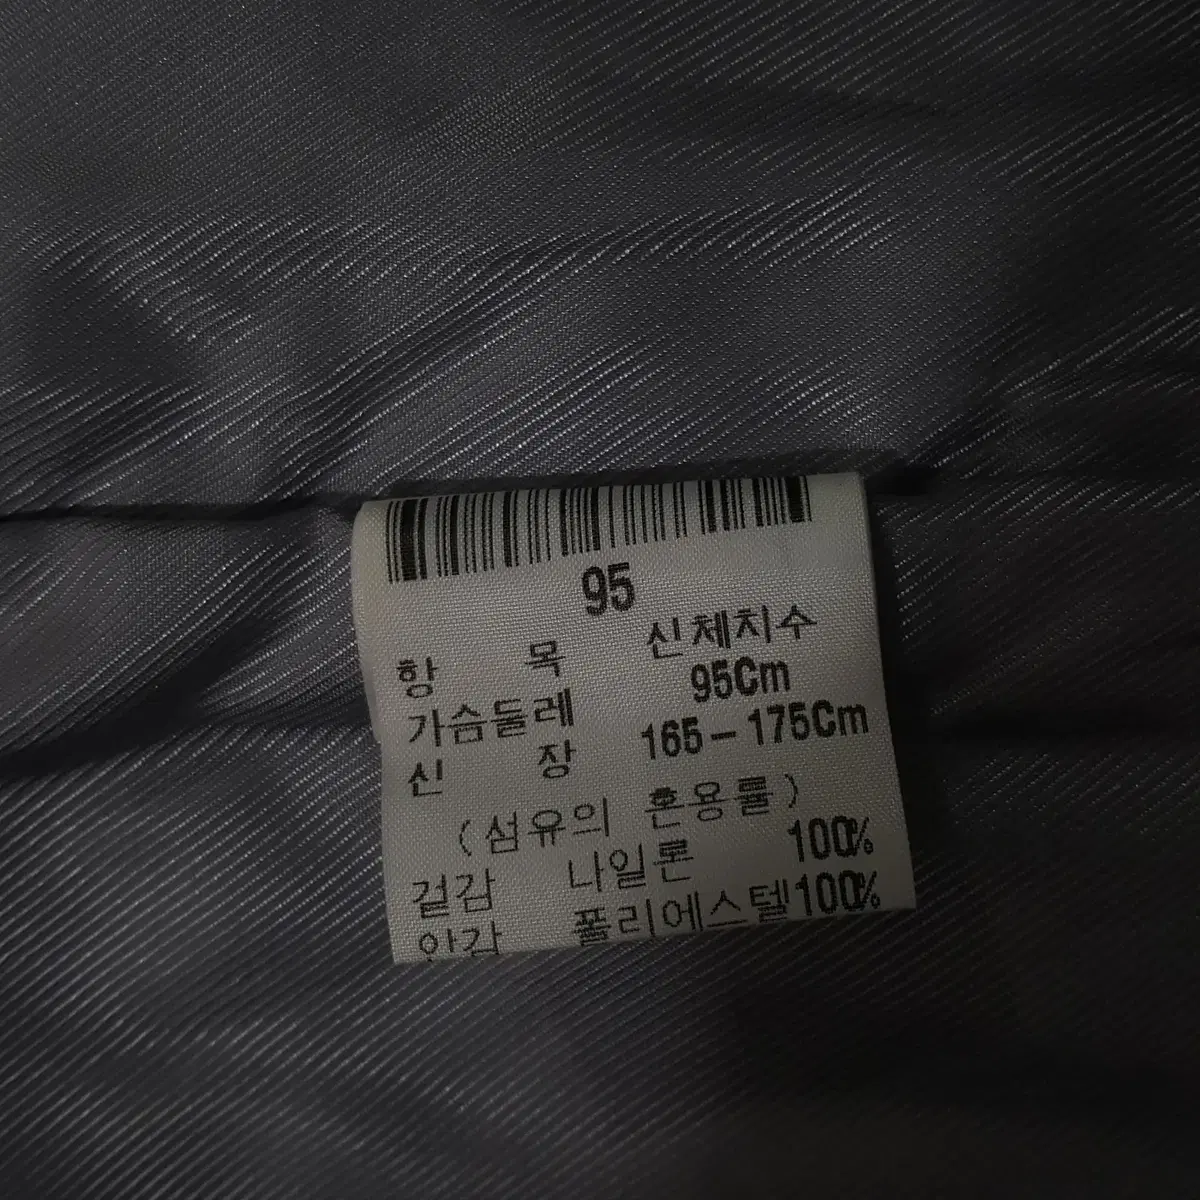 95
항 목 신체치수
가슴둘레 95Cm
신 장 165-175Cm
(섬유의 혼용률)
겉감 나일론 100%
안감 폴리에스텔100%